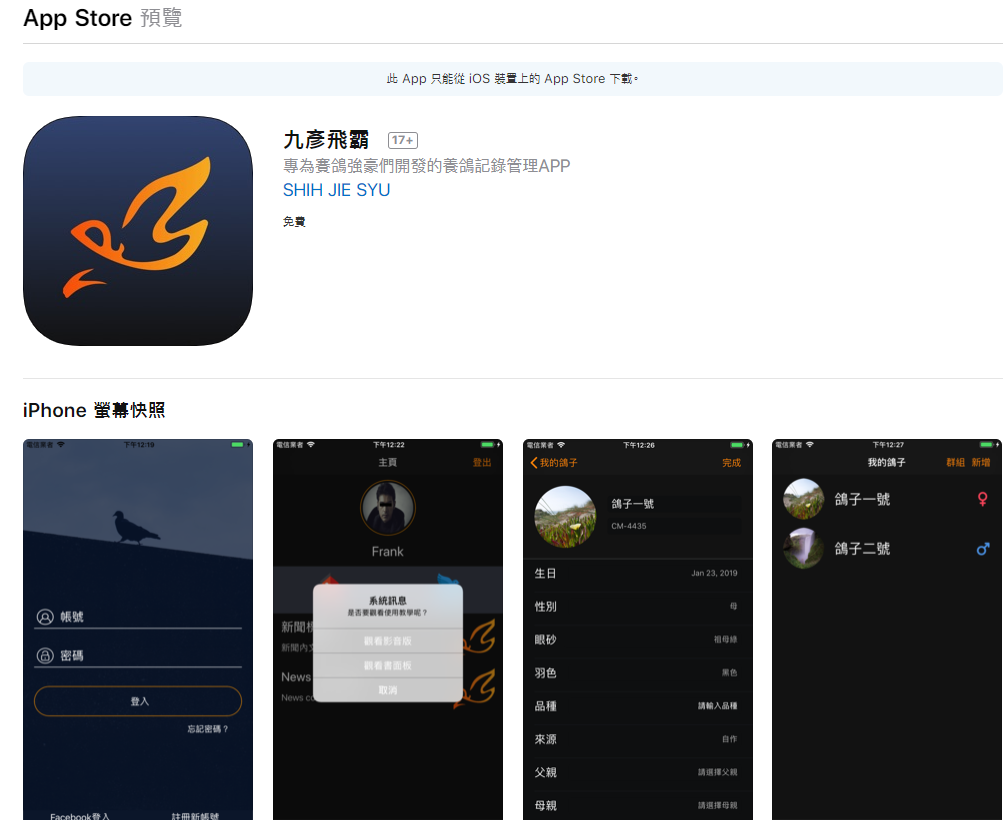 App Store 預覽
此 App 只能從 iOS 裝置上的 App Store 下載。
九彥飛霸 17+
專為賽鴿強豪們開發的養鴿記錄管理APP
SHIH JIE SYU
免費
iPhone 螢幕快照
電信業者 下午12:19
帳號
密碼
登入
忘記密碼？
Facebook登入 註冊新帳號
電信業者 下午12:22
主頁 登出
Frank
系統訊息
是否要觀看使用教學呢？
觀看影音版
觀看書面板
取消
新聞
新聞內文
News
News
電信業者 下午12:26
我的鴿子 完成
鴿子一號
CM-4435
生日 Jan 23, 2019
性別 母
眼砂 祖母綠
羽色 黑色
品種 請輸入品種
來源 自作
父親 請選擇父親
母親 請選擇母親
電信業者 下午12:27
我的鴿子 群組 新增
鴿子一號 ♀
鴿子二號 ♂